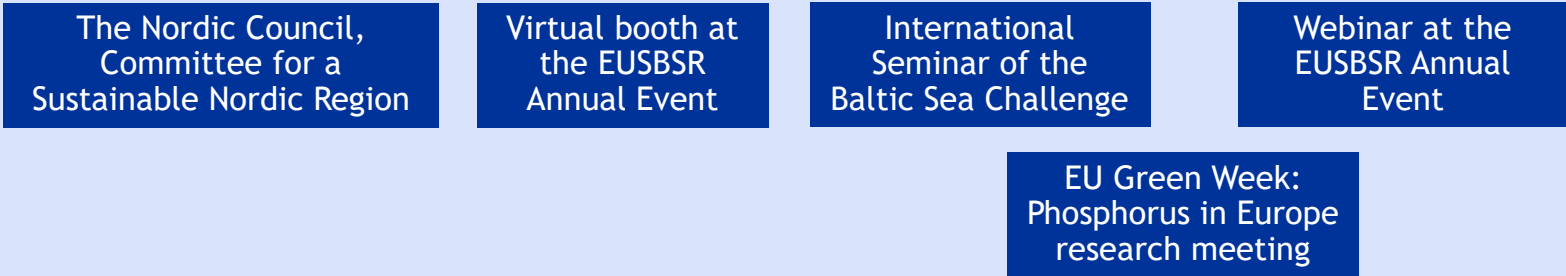 The Nordic Council,
Committee for a
Sustainable Nordic Region
Virtual booth at
the EUSBSR
Annual Event
International
Seminar of the
Baltic Sea Challenge
Webinar at the
EUSBSR Annual
Event
EU Green Week:
Phosphorus in Europe
research meeting